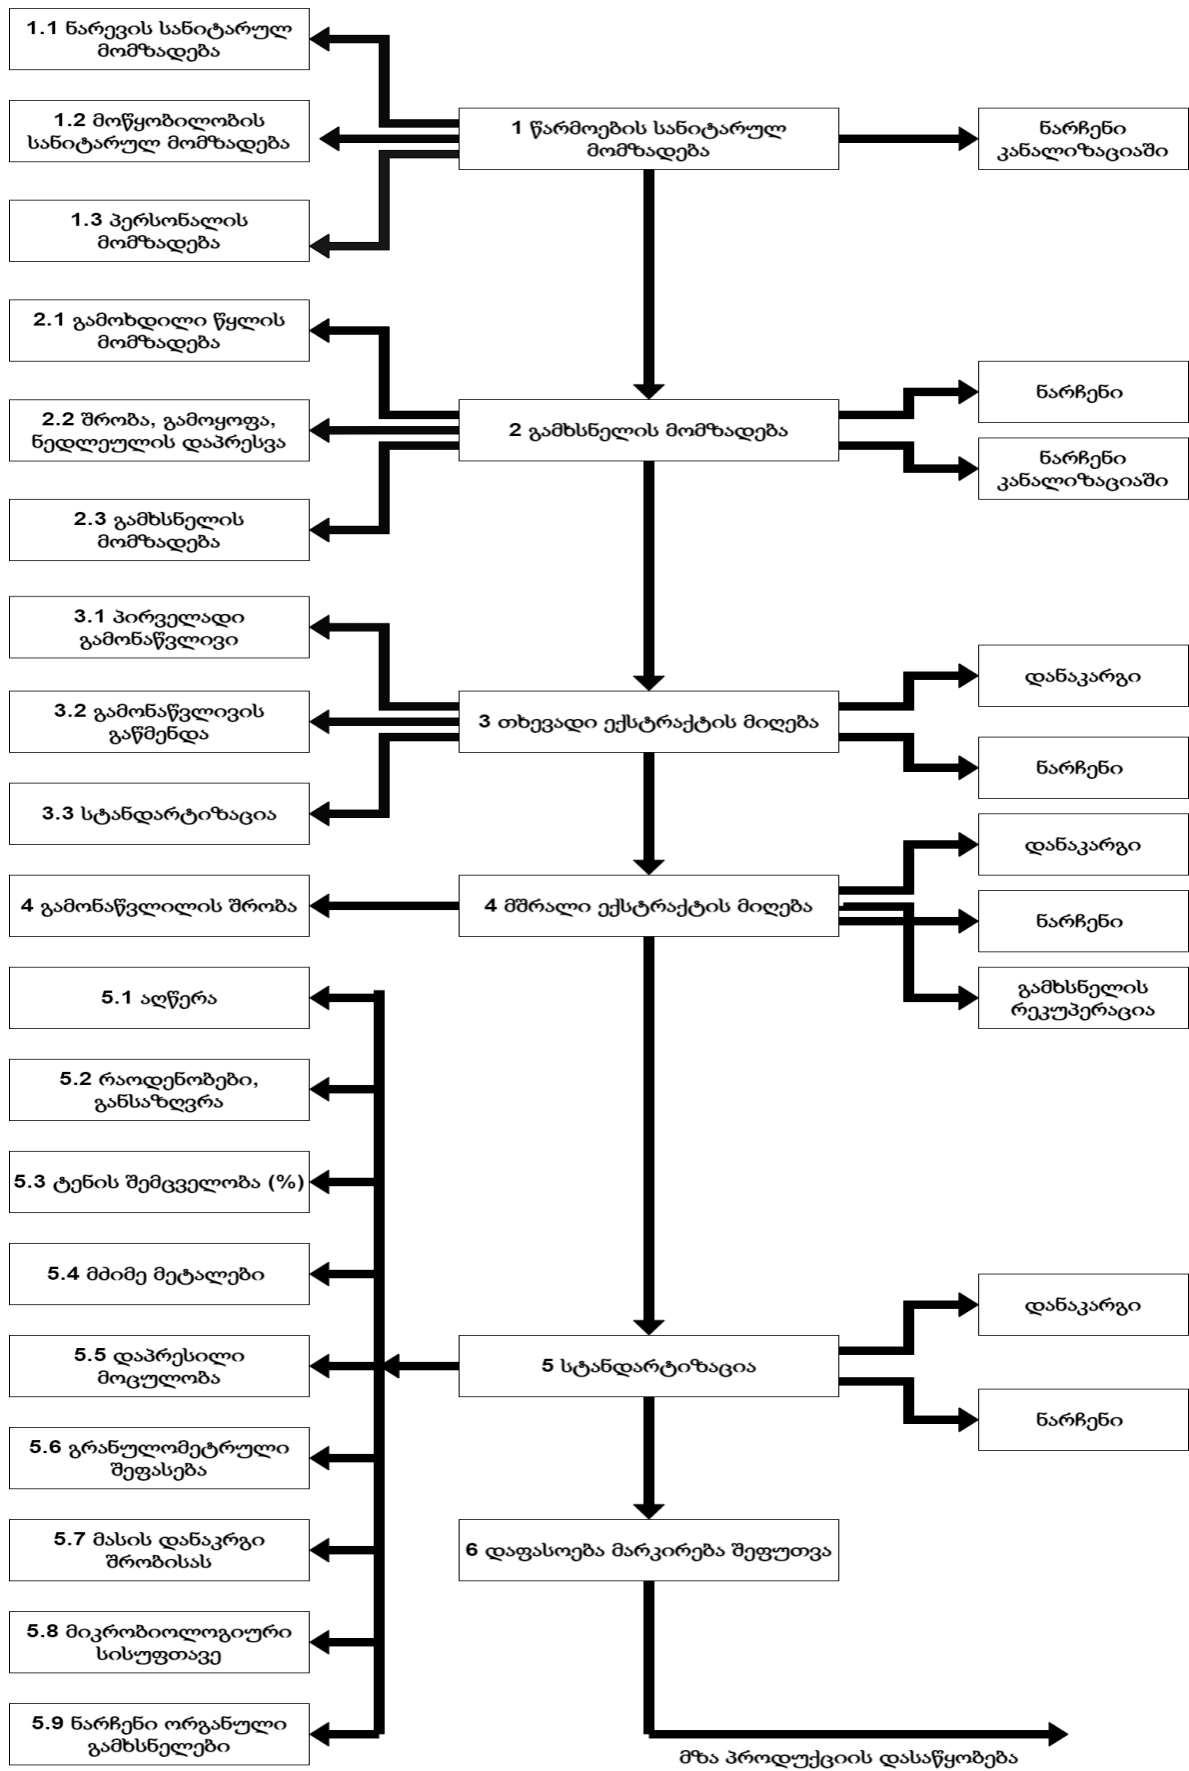 1.1 ნარევის სანიტარულ
მომზადება
1 წარმოების სანიტარულ
მომზადება
ნარჩენი
კანალიზაციაში
1.2 მოწყობილობის
სანიტარულ მომზადება
1.3 პერსონალის
მომზადება
2.1 გამოხდილი წყლის
მომზადება
2.2 შრობა, გამოყოფა,
ნედლეულის დაპრესვა
2 გამხსნელის მომზადება
ნარჩენი
ნარჩენი
კანალიზაციაში
2.3 გამხსნელის
მომზადება
3.1 პირველადი
გამონაწვლივი
3.2 გამონაწვლივის
გაწმენდა
3 თხევადი ექსტრაქტის მიღება
დანაკარგი
ნარჩენი
3.3 სტანდარტიზაცია
4 გამონაწვლილის შრობა
4 მშრალი ექსტრაქტის მიღება
დანაკარგი
ნარჩენი
გამხსნელის
რეკუპერაცია
5.1 აღწერა
5.2 რაოდენობები,
განსაზღვრა
5.3 ტენის შემცველობა (%)
5.4 მძიმე მეტალები
5.5 დაპრესილი
მოცულობა
5 სტანდარტიზაცია
დანაკარგი
ნარჩენი
5.6 გრანულომეტრული
შეფასება
5.7 მასის დანაკრგი
შრობისას
6 დაფასოება მარკირება შეფუთვა
5.8 მიკრობიოლოგიური
სისუფთავე
5.9 ნარჩენი ორგანული
გამხსნელები
მზა პროდუქციის დასაწყობება